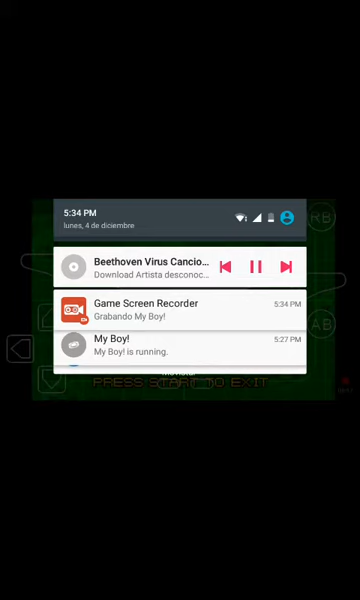 5:34 PM
lunes, 4 de diciembre
RB
Beethoven Virus Cancio...
Download Artista desconoc...
Game Screen Recorder
5:34 PM
Grabando My Boy!
AB
My Boy!
5:27 PM
My Boy! is running.
PRESS START TO EXIT